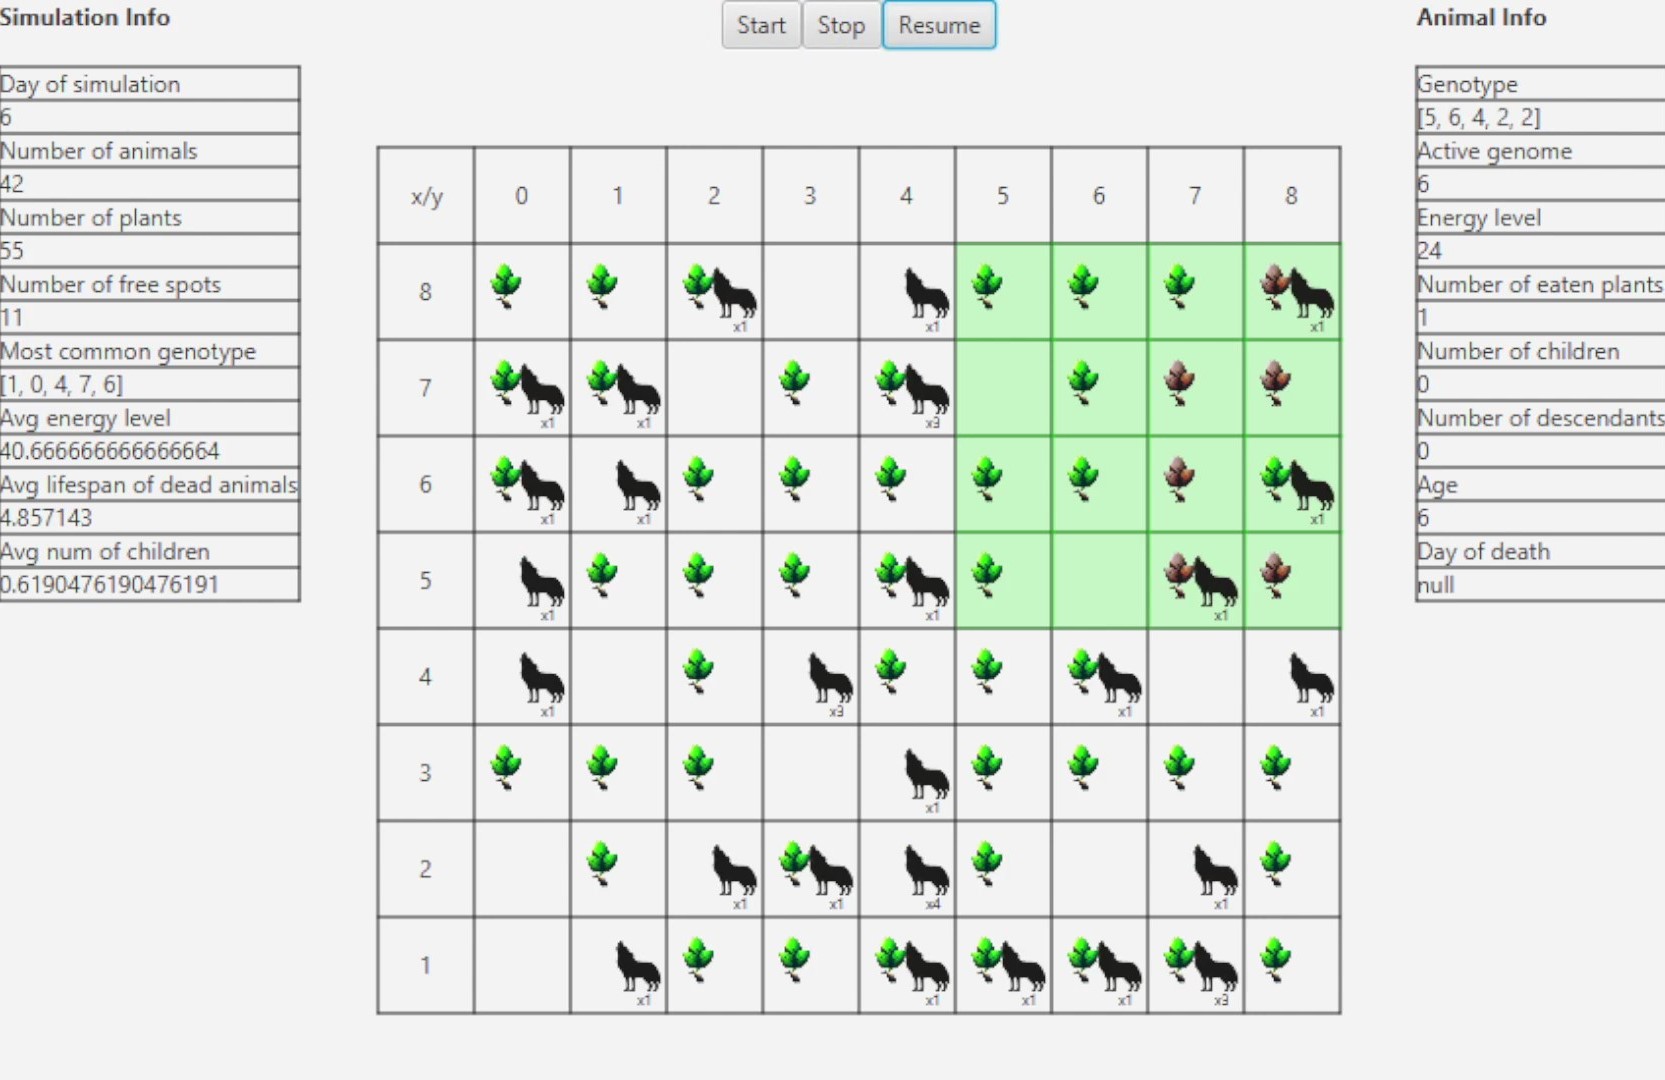 Simulation Info
Day of simulation
6
Number of animals
42
Number of plants
55
Number of free spots
11
Most common genotype
[1, 0, 4, 7, 6]
Avg energy level
40.666666666666664
Avg lifespan of dead animals
4.857143
Avg num of children
0.6190476190476191
Start Stop Resume
x/y 0 1 2 3 4 5 6 7 8
8 x1 x1 x1
7 x1 x1 x3
6 x1 x1 x1
5 x1 x1 x1
4 x1 x3 x1 x1
3 x1
2 x1 x1 x4 x1
1 x1 x1 x1 x1 x3
Animal Info
Genotype
[5, 6, 4, 2, 2]
Active genome
6
Energy level
24
Number of eaten plants
1
Number of children
0
Number of descendants
0
Age
6
Day of death
null